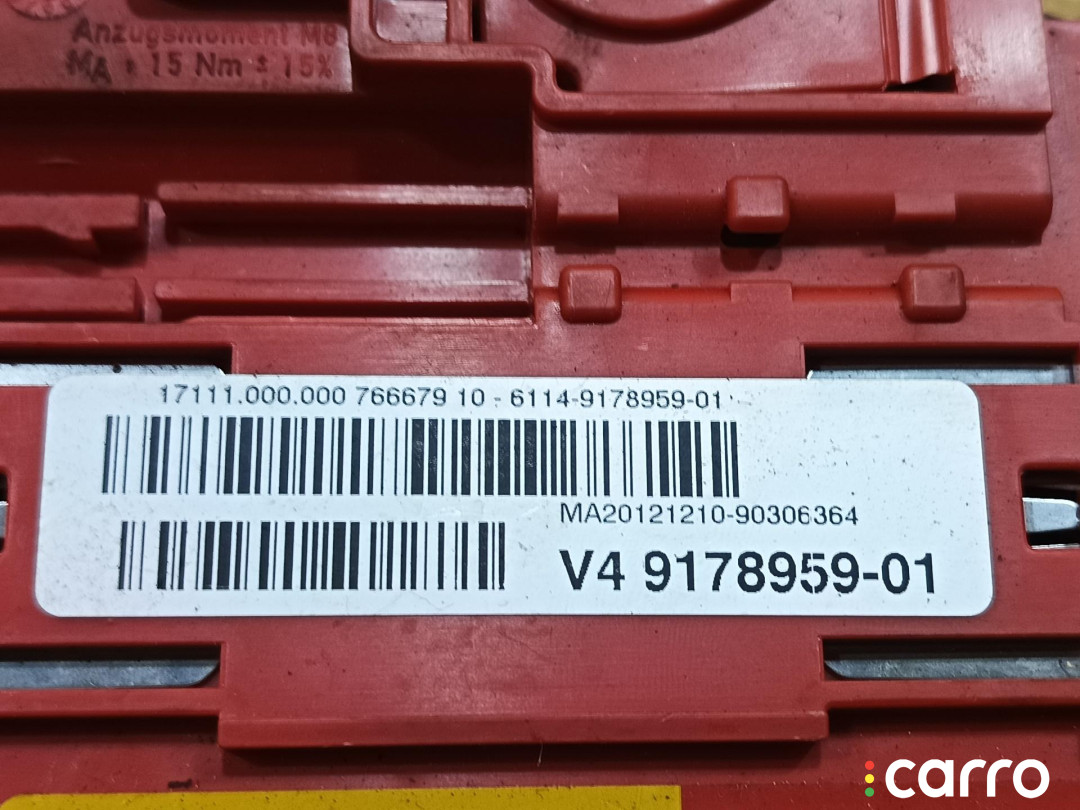 Anzugsmoment M8
MA = 15 Nm ± 15%
17111.000.000 766679 10 - 6114-9178959-01
MA20121210-90306364
V4 9178959-01
carro